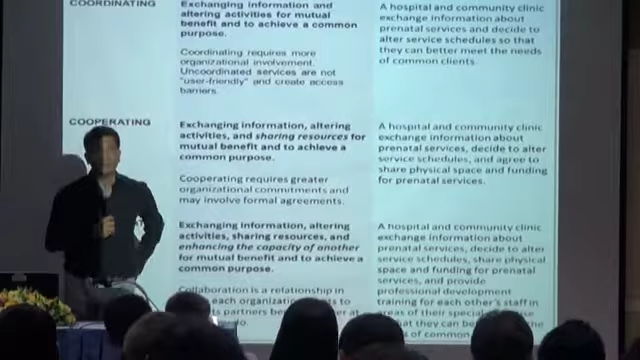 COORDINATING
Exchanging information and
altering activities for mutual
benefit and to achieve a common
purpose.
Coordinating requires more
organizational involvement.
Uncoordinated services are not
"user-friendly" and create access
barriers.
A hospital and community clinic
exchange information about
prenatal services and decide to
alter service schedules so that
they can better meet the needs
of common clients.
COOPERATING
Exchanging information, altering
activities, and sharing resources for
mutual benefit and to achieve a
common purpose.
Cooperating requires greater
organizational commitments and
may involve formal agreements.
A hospital and community clinic
exchange information about
prenatal services, decide to alter
service schedules, and agree to
share physical space and funding
for prenatal services.
Exchanging information, altering
activities, sharing resources, and
enhancing the capacity of another
for mutual benefit and to achieve a
common purpose.
Collaboration is a relationship in
each organization to
partners be at
A hospital and community clinic
exchange information about
prenatal services, decide to alter
service schedules, share physical
space and funding for prenatal
services, and provide
professional development
training for each other's staff in
areas of their special
they can be the
of common